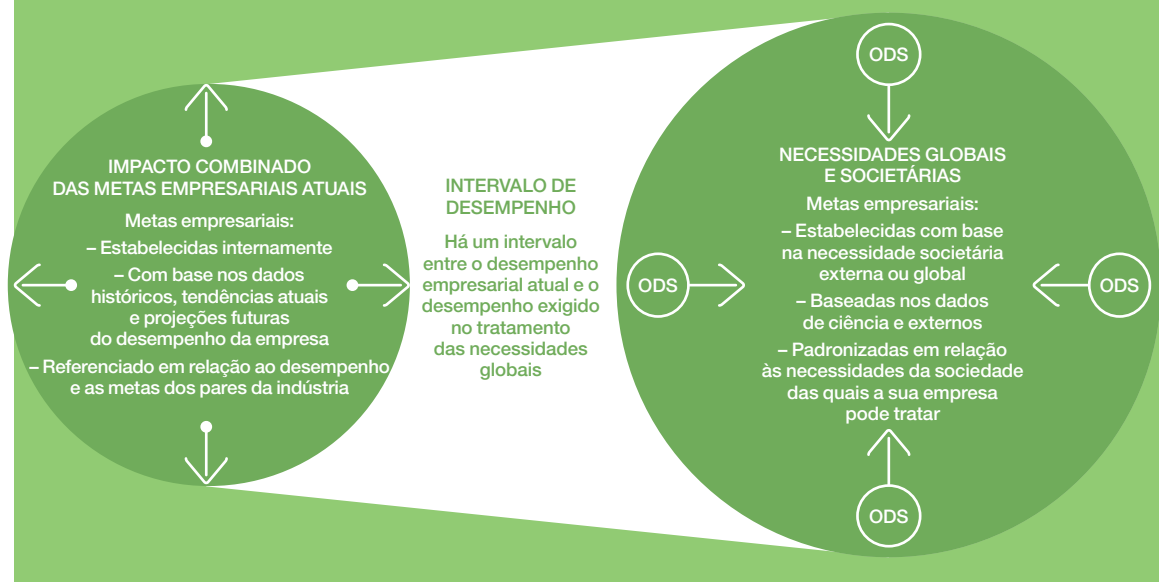 IMPACTO COMBINADO
DAS METAS EMPRESARIAIS ATUAIS
Metas empresariais:
– Estabelecidas internamente
– Com base nos dados
históricos, tendências atuais
e projeções futuras
do desempenho da empresa
– Referenciado em relação ao desempenho
e as metas dos pares da indústria
INTERVALO DE
DESEMPENHO
Há um intervalo
entre o desempenho
empresarial atual e o
desempenho exigido
no tratamento
das necessidades
globais
ODS
NECESSIDADES GLOBAIS
E SOCIETÁRIAS
Metas empresariais:
– Estabelecidas com base
na necessidade societária
externa ou global
– Baseadas nos dados
de ciência e externos
– Padronizadas em relação
às necessidades da sociedade
das quais a sua empresa
pode tratar
ODS
ODS
ODS